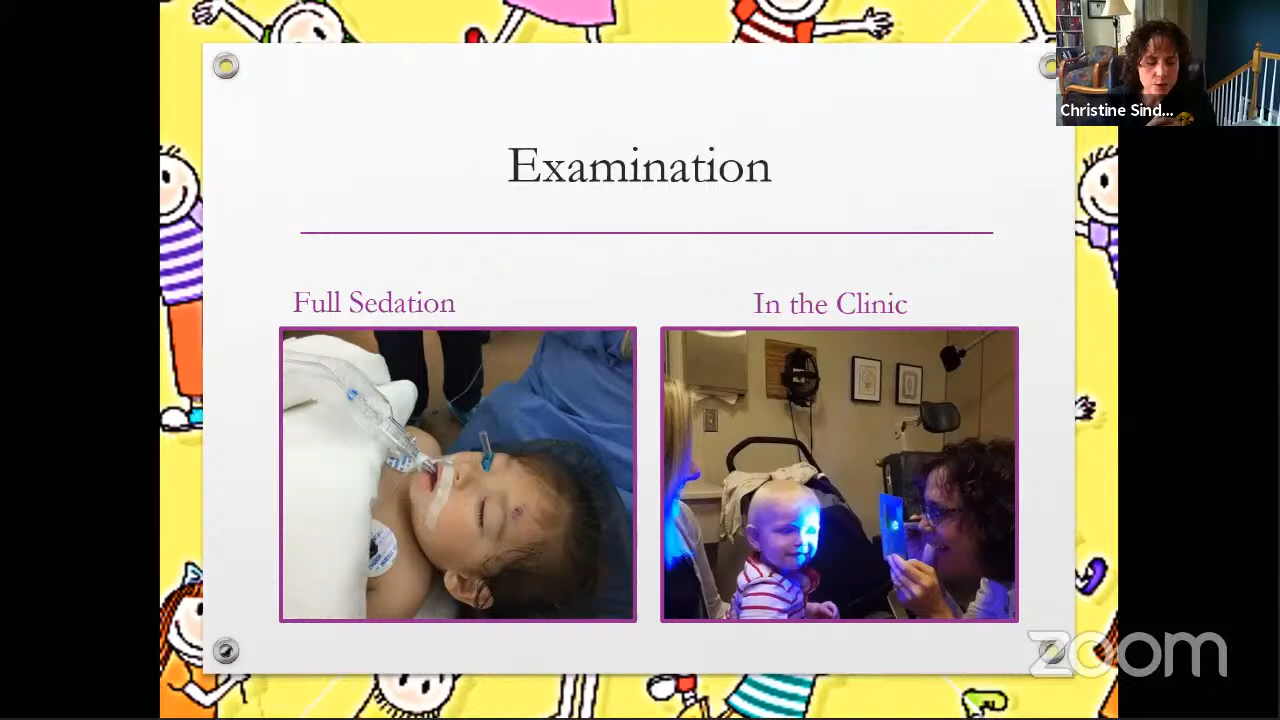 Christine Sind...
Examination
Full Sedation
In the Clinic
zoom